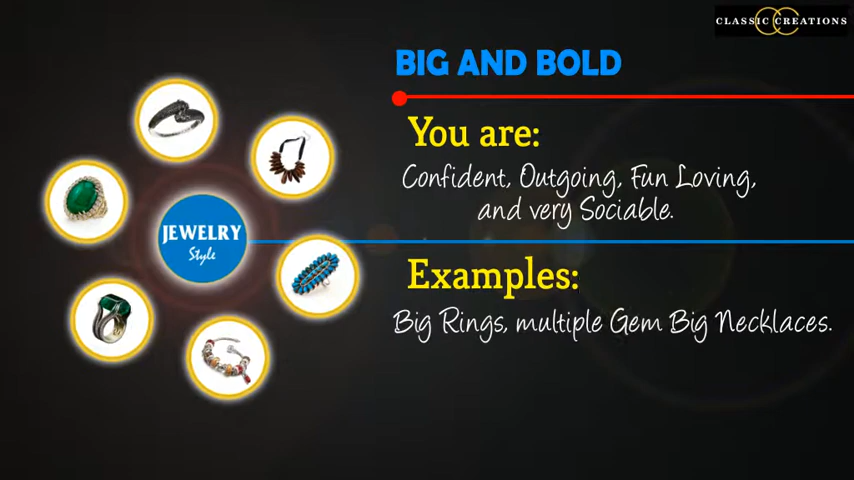 CLASSIC CREATIONS
BIG AND BOLD
You are:
Confident, Outgoing, Fun Loving,
and very Sociable.
JEWELRY
Style
Examples:
Big Rings, multiple Gem Big Necklaces.